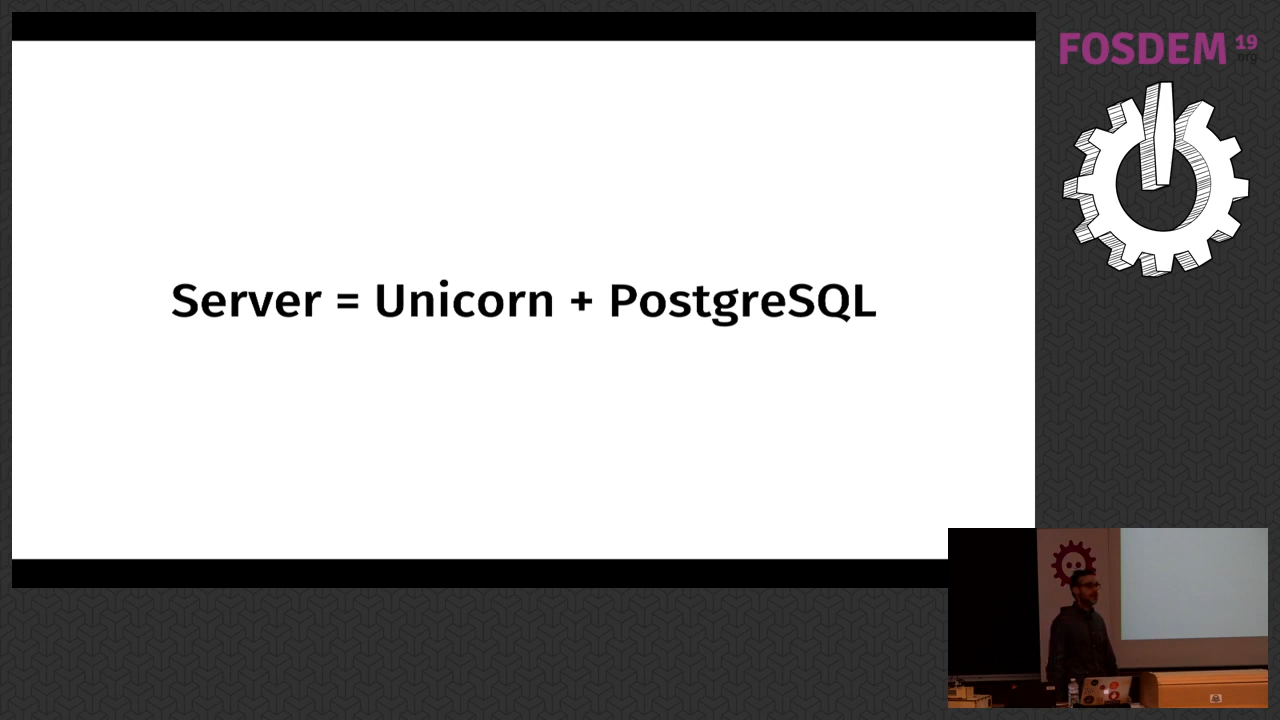 FOSDEM 19
.org
Server = Unicorn + PostgreSQL